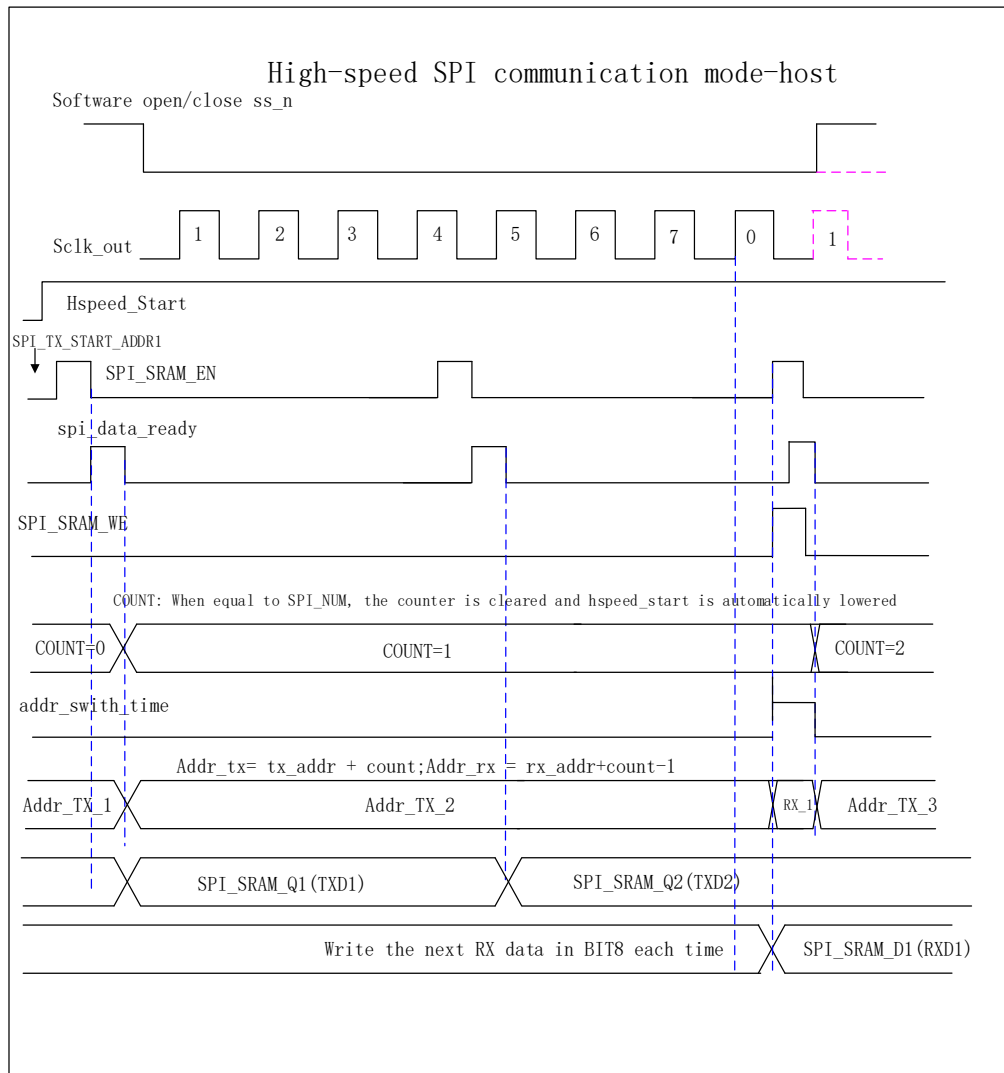 High-speed SPI communication mode-host
Software open/close ss_n
Sclk_out
1 2 3 4 5 6 7 0 1
Hspeed_Start
SPI_TX_START_ADDR1
SPI_SRAM_EN
spi_data_ready
SPI_SRAM_WE
COUNT: When equal to SPI_NUM, the counter is cleared and hspeed_start is automatically lowered
COUNT=0 COUNT=1 COUNT=2
addr_swith_time
Addr_tx= tx_addr + count;Addr_rx = rx_addr+count-1
Addr_TX_1 Addr_TX_2 RX_1 Addr_TX_3
SPI_SRAM_Q1(TXD1) SPI_SRAM_Q2(TXD2)
Write the next RX data in BIT8 each time SPI_SRAM_D1(RXD1)